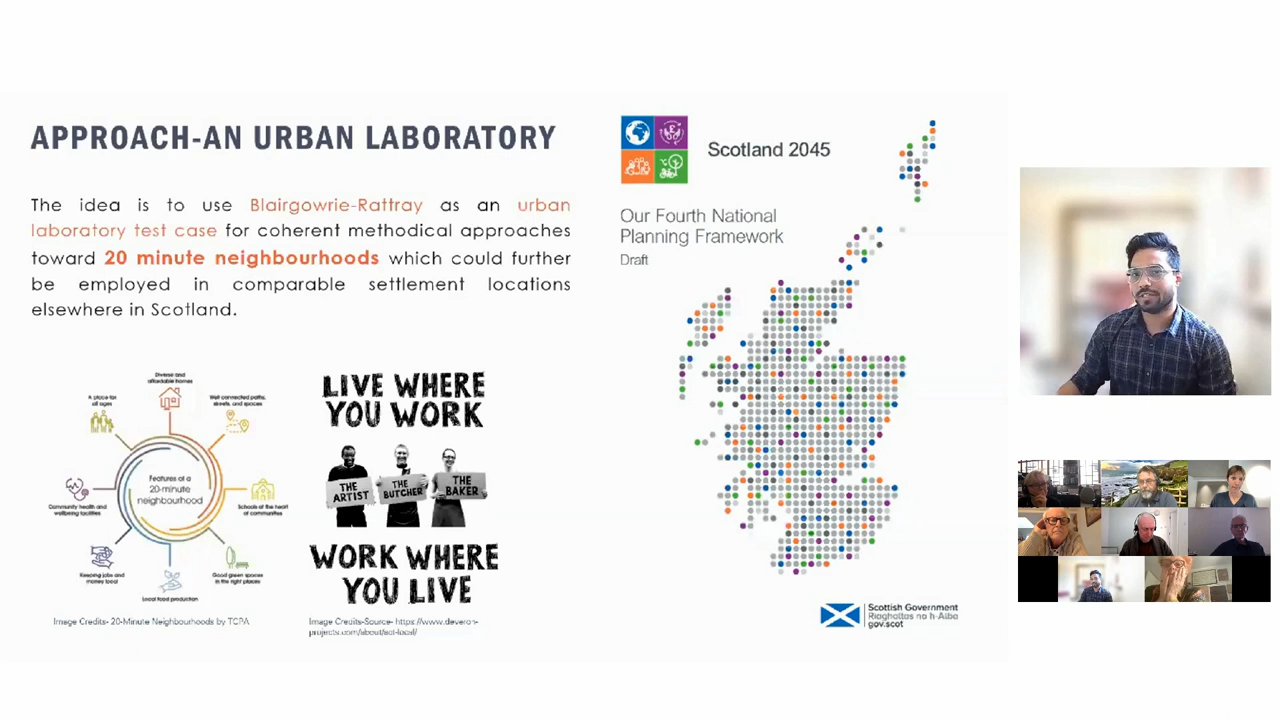 APPROACH-AN URBAN LABORATORY
The idea is to use Blairgowrie-Rattray as an urban
laboratory test case for coherent methodical approaches
toward 20 minute neighbourhoods which could further
be employed in comparable settlement locations
elsewhere in Scotland.
Diverse and
affordable homes
A place for
all ages
Well connected paths,
streets, and spaces
Features of a
20-minute
neighbourhood
Community health and
wellbeing facilities
Schools at the heart
of communities
Keeping jobs and
money local
Good green spaces
in the right places
Local food production
Image Credits- 20-Minute Neighbourhoods by TCPA
LIVE WHERE
YOU WORK
THE
ARTIST
THE
BUTCHER
THE
BAKER
WORK WHERE
YOU LIVE
Image Credits-Source- https://www.deveron-
projects.com/about/act-local/
Scotland 2045
Our Fourth National
Planning Framework
Draft
Scottish Government
Riaghaltas na h-Alba
gov.scot